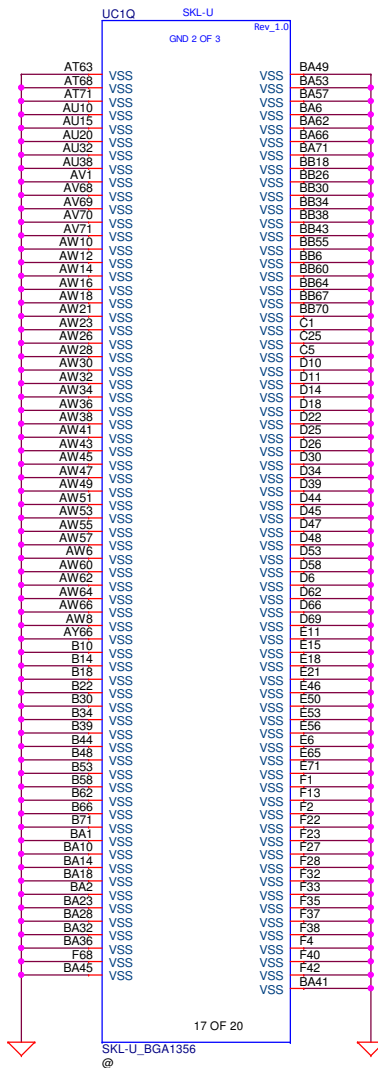 UC1Q SKL-U
Rev_1.0
GND 2 OF 3
AT63 VSS VSS BA49
AT68 VSS VSS BA53
AT71 VSS VSS BA57
AU10 VSS VSS BA6
AU15 VSS VSS BA62
AU20 VSS VSS BA66
AU32 VSS VSS BA71
AU38 VSS VSS BB18
AV1 VSS VSS BB26
AV68 VSS VSS BB30
AV69 VSS VSS BB34
AV70 VSS VSS BB38
AV71 VSS VSS BB43
AW10 VSS VSS BB55
AW12 VSS VSS BB6
AW14 VSS VSS BB60
AW16 VSS VSS BB64
AW18 VSS VSS BB67
AW21 VSS VSS BB70
AW23 VSS VSS C1
AW26 VSS VSS C25
AW28 VSS VSS C5
AW30 VSS VSS D10
AW32 VSS VSS D11
AW34 VSS VSS D14
AW36 VSS VSS D18
AW38 VSS VSS D22
AW41 VSS VSS D25
AW43 VSS VSS D26
AW45 VSS VSS D30
AW47 VSS VSS D34
AW49 VSS VSS D39
AW51 VSS VSS D44
AW53 VSS VSS D45
AW55 VSS VSS D47
AW57 VSS VSS D48
AW6 VSS VSS D53
AW60 VSS VSS D58
AW62 VSS VSS D6
AW64 VSS VSS D62
AW66 VSS VSS D66
AW8 VSS VSS D69
AY66 VSS VSS E11
B10 VSS VSS E15
B14 VSS VSS E18
B18 VSS VSS E21
B22 VSS VSS E46
B30 VSS VSS E50
B34 VSS VSS E53
B39 VSS VSS E56
B44 VSS VSS E6
B48 VSS VSS E65
B53 VSS VSS E71
B58 VSS VSS F1
B62 VSS VSS F13
B66 VSS VSS F2
B71 VSS VSS F22
BA1 VSS VSS F23
BA10 VSS VSS F27
BA14 VSS VSS F28
BA18 VSS VSS F32
BA2 VSS VSS F33
BA23 VSS VSS F35
BA28 VSS VSS F37
BA32 VSS VSS F38
BA36 VSS VSS F4
F68 VSS VSS F40
BA45 VSS VSS F42
VSS BA41
17 OF 20
SKL-U_BGA1356
@